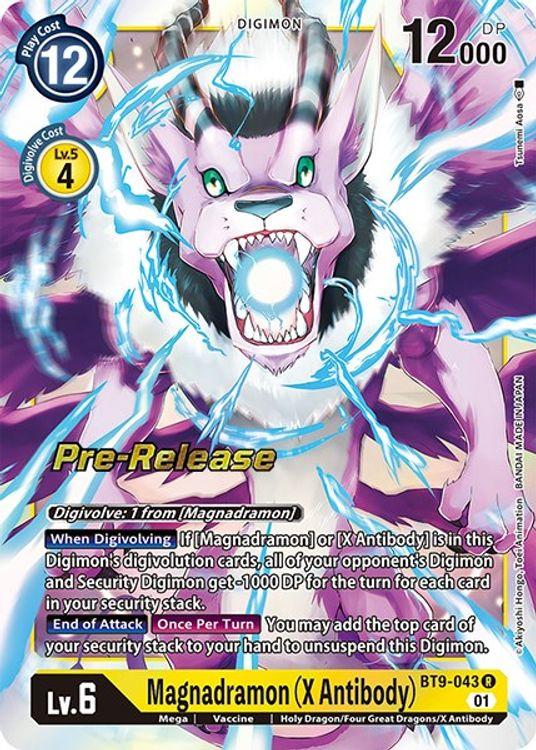 DIGIMON
Play Cost
12
12000
DP
Digivolve Cost
Lv.5
4
Tsunemi Aosa
Pre-Release
Digivolve: 1 from [Magnadramon]
When Digivolving If [Magnadramon] or [X Antibody] is in this
Digimon's digivolution cards, all of your opponent's Digimon
and Security Digimon get -1000 DP for the turn for each card
in your security stack.
End of Attack Once Per Turn You may add the top card of
your security stack to your hand to unsuspend this Digimon.
©Akiyoshi Hongo, Toei Animation BANDAI MADE IN JAPAN
Lv.6
Magnadramon (X Antibody)
BT9-043 R
01
Mega | Vaccine | Holy Dragon/Four Great Dragons/X Antibody